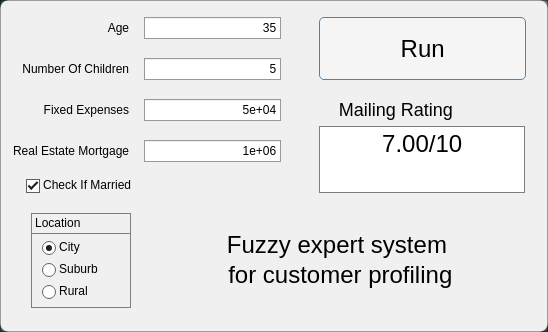 Age 35
Number Of Children 5
Fixed Expenses 5e+04
Real Estate Mortgage 1e+06
Check If Married
Location
City
Suburb
Rural
Run
Mailing Rating
7.00/10
Fuzzy expert system
for customer profiling